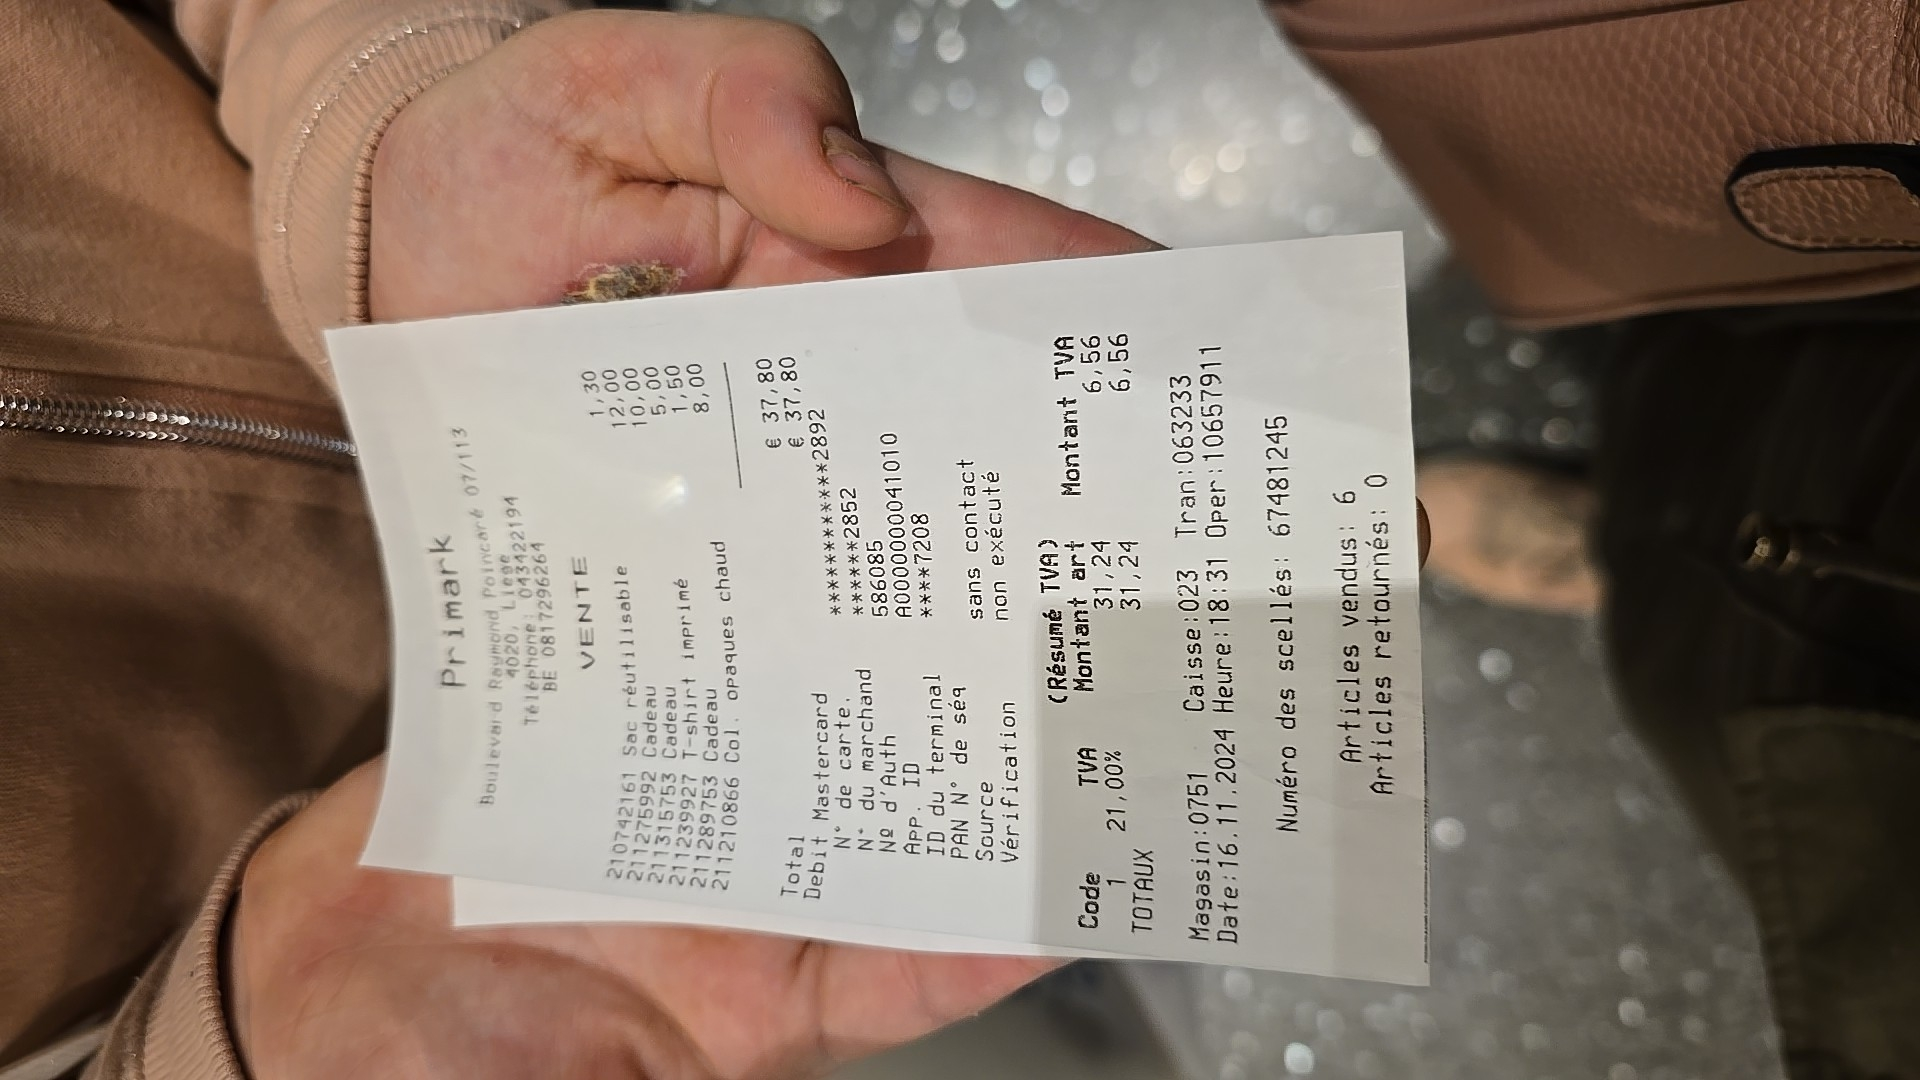 Primark
Boulevard Raymond Poincaré 07/113
4020, Liège
Téléphone: 043422194
BE 0817296264
VENTE
210742161 Sac réutilisable 1,30
211275992 Cadeau 12,00
211315753 Cadeau 10,00
211239927 T-shirt imprimé 5,00
211289753 Cadeau 1,50
211210866 Col. opaques chaud 8,00
Total € 37,80
Debit Mastercard € 37,80
N° de carte. ************2892
N° du marchand ******2852
Nº d'Auth 586085
App. ID A0000000041010
ID du terminal ****7208
PAN N° de séq
Source sans contact
Vérification non exécuté
(Résumé TVA)
Code TVA Montant art Montant TVA
1 21,00% 31,24 6,56
TOTAUX 31,24 6,56
Magasin:0751 Caisse:023 Tran:063233
Date:16.11.2024 Heure:18:31 Oper:10657911
Numéro des scellés: 67481245
Articles vendus: 6
Articles retournés: 0